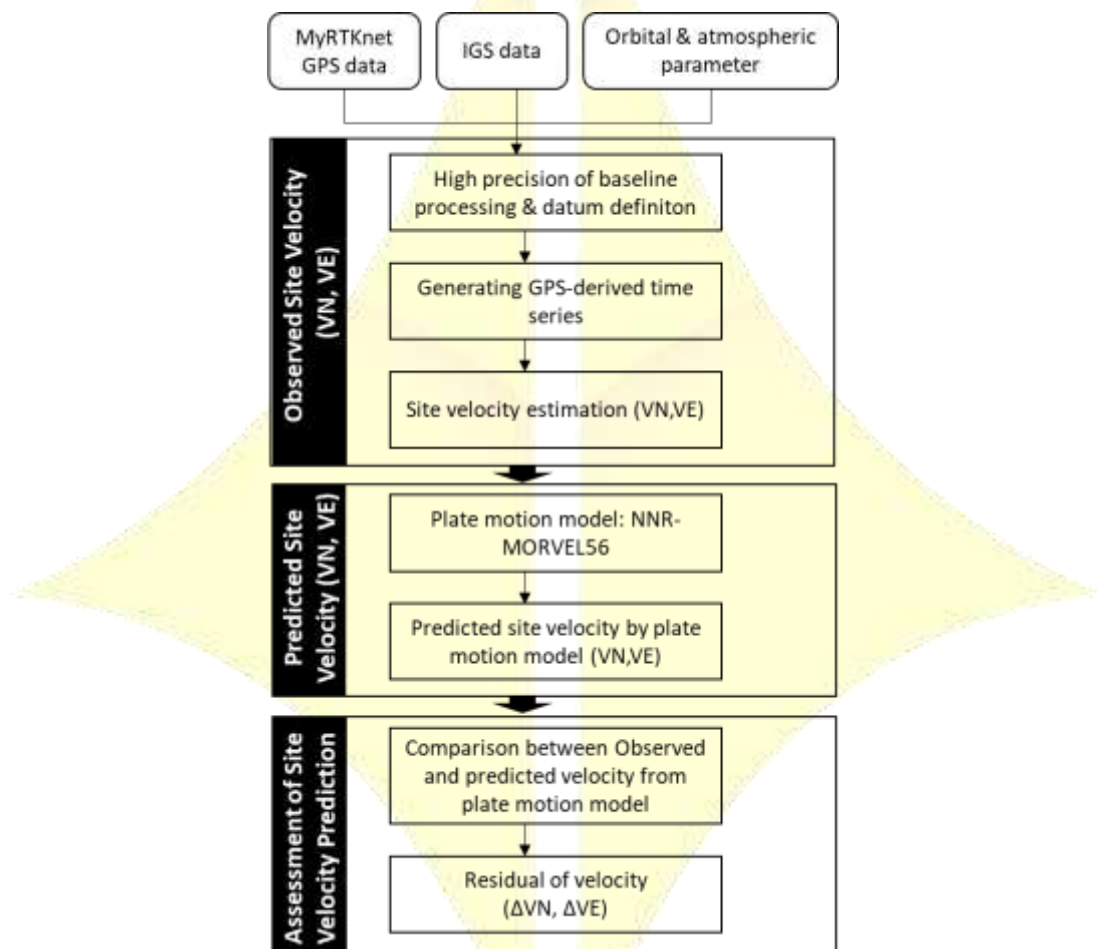 MyRTKnet
GPS data
IGS data
Orbital & atmospheric
parameter
Observed Site Velocity
(VN, VE)
High precision of baseline
processing & datum definiton
Generating GPS-derived time
series
Site velocity estimation (VN,VE)
Predicted Site
Velocity (VN, VE)
Plate motion model: NNR-
MORVEL56
Predicted site velocity by plate
motion model (VN,VE)
Assessment of Site
Velocity Prediction
Comparison between Observed
and predicted velocity from
plate motion model
Residual of velocity
(ΔVN, ΔVE)